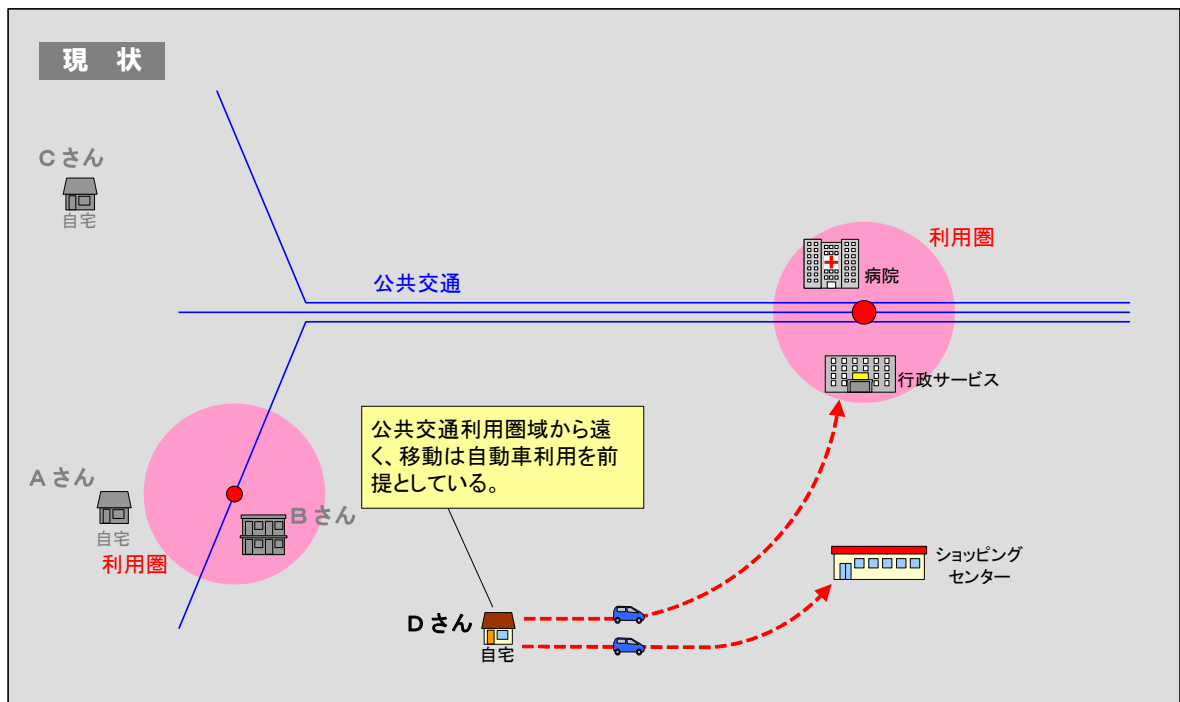 現 状
Cさん
自宅
公共交通
利用圏
病院
行政サービス
公共交通利用圏域から遠
く、移動は自動車利用を前
提としている。
Aさん
自宅
Bさん
利用圏
ショッピング
センター
Dさん
自宅